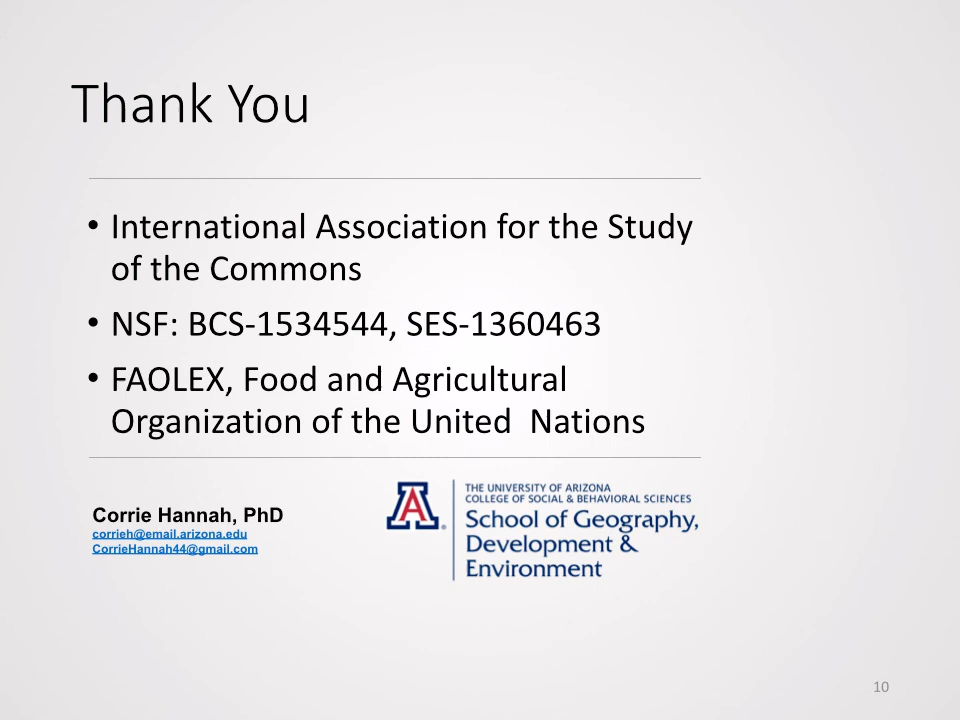 Thank You
• International Association for the Study
of the Commons
• NSF: BCS-1534544, SES-1360463
• FAOLEX, Food and Agricultural
Organization of the United  Nations
Corrie Hannah, PhD
corrieh@email.arizona.edu
CorrieHannah44@gmail.com
A
THE UNIVERSITY OF ARIZONA
COLLEGE OF SOCIAL & BEHAVIORAL SCIENCES
School of Geography,
Development &
Environment
10